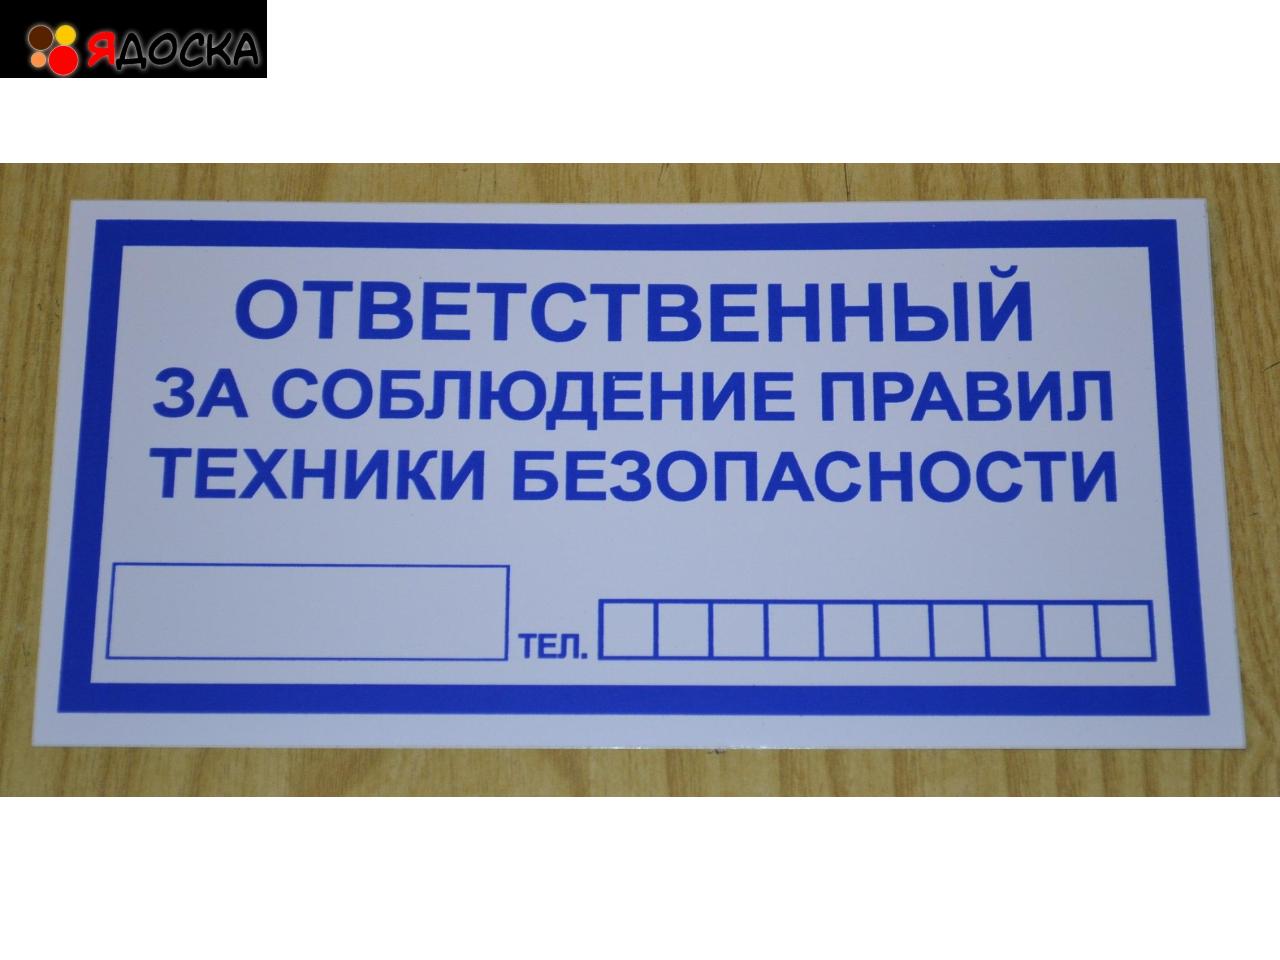 ЯДОСКА
ОТВЕТСТВЕННЫЙ
ЗА СОБЛЮДЕНИЕ ПРАВИЛ
ТЕХНИКИ БЕЗОПАСНОСТИ
ТЕЛ.